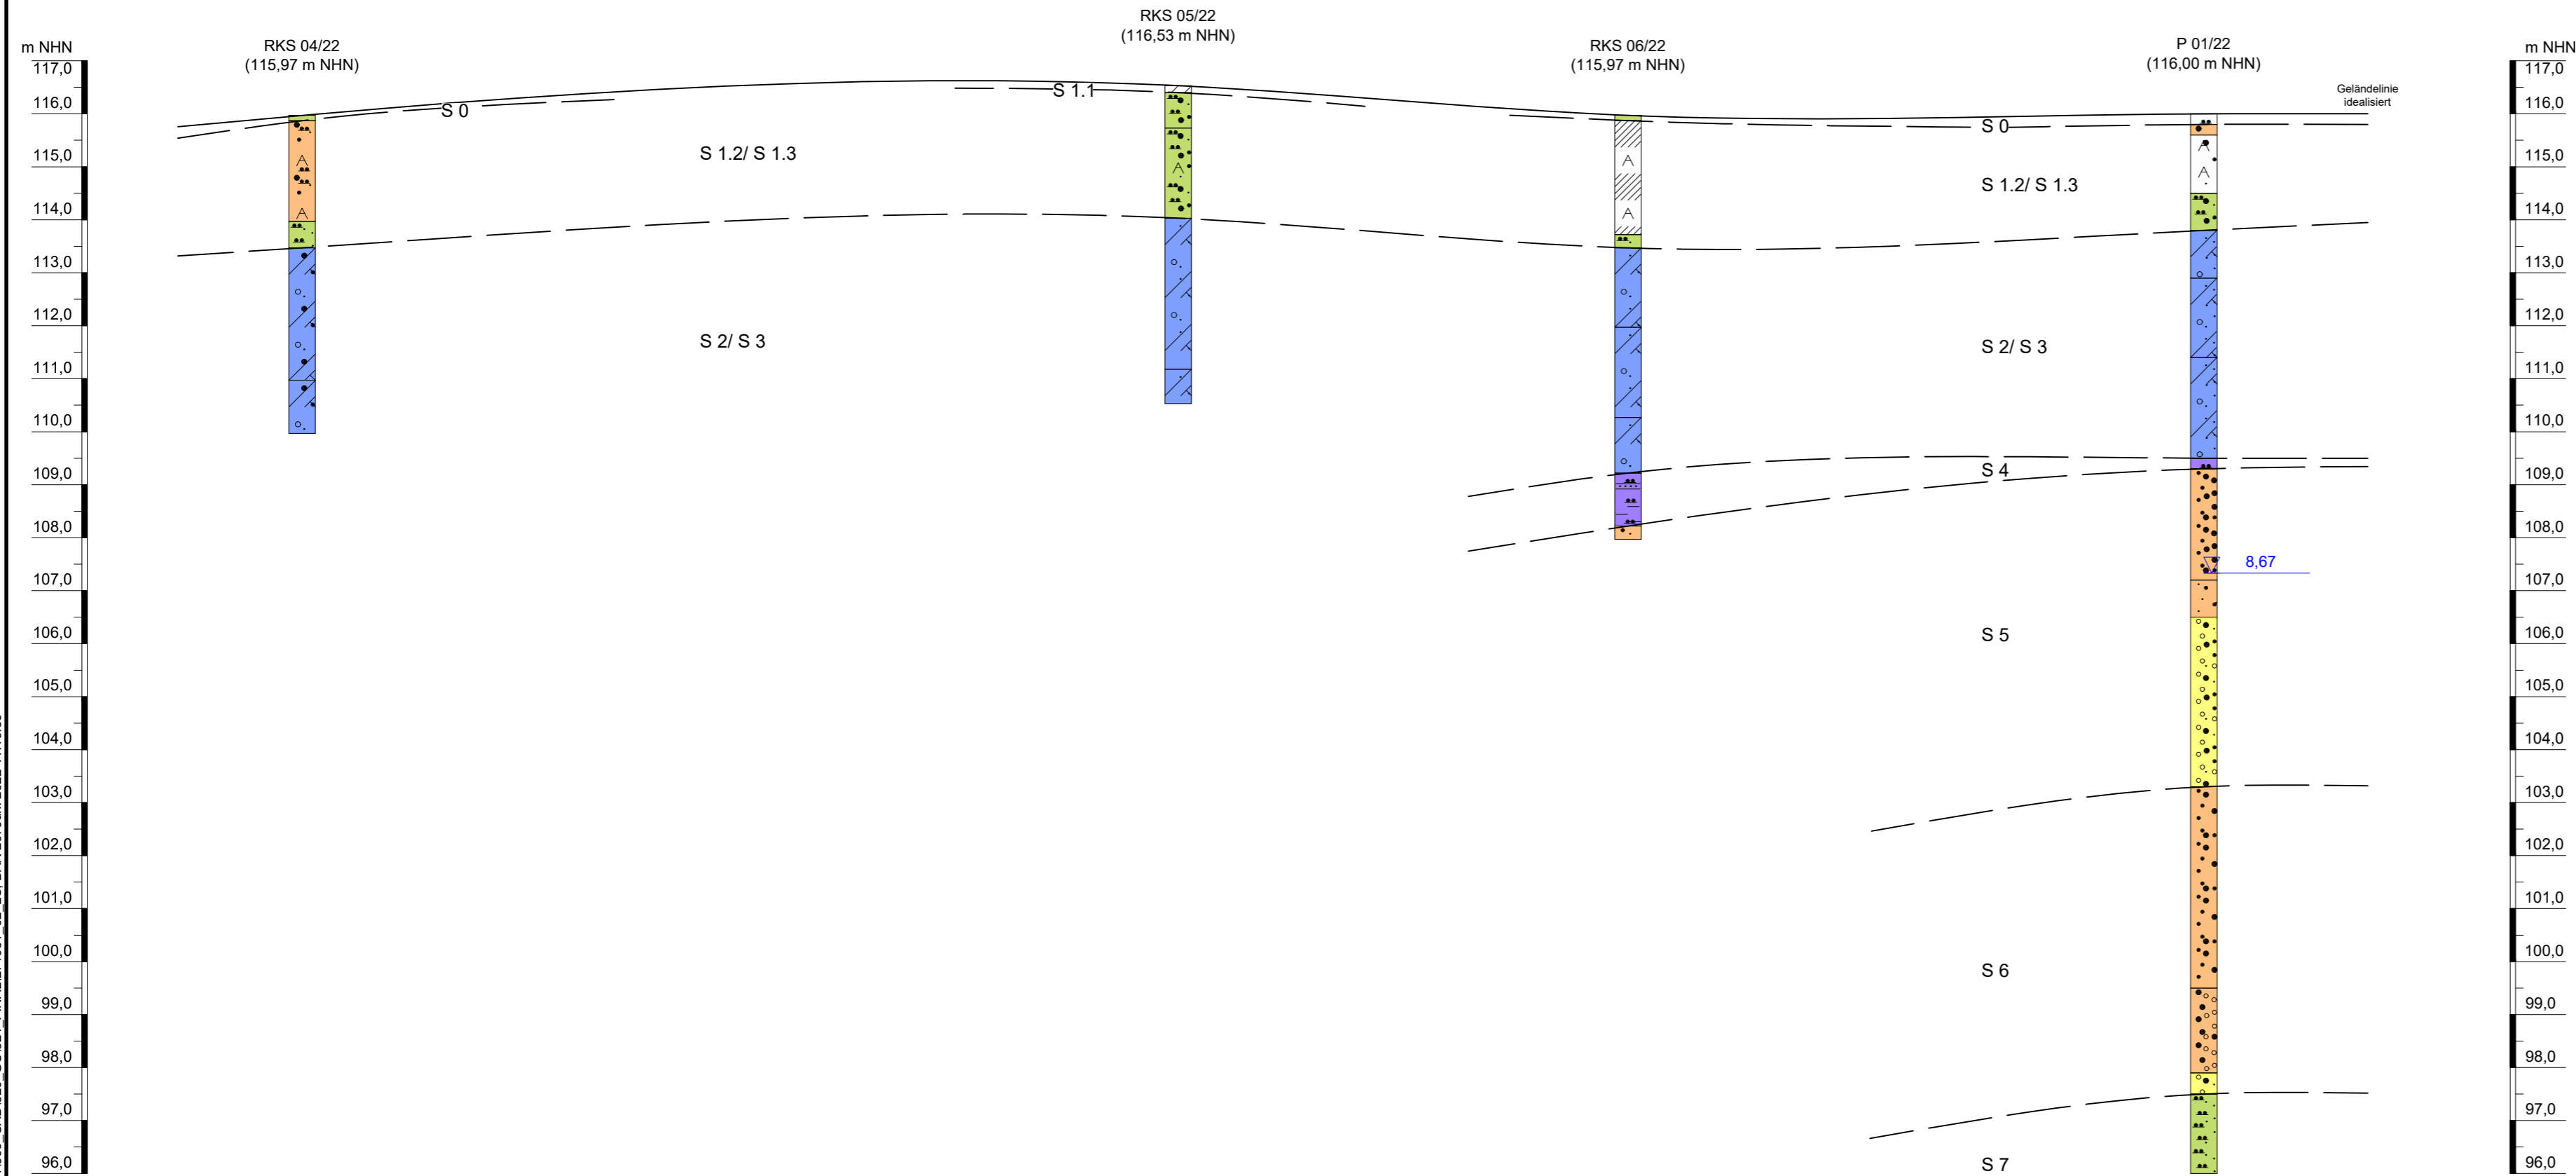 RKS 05/22
(116,53 m NHN)
RKS 04/22
(115,97 m NHN)
RKS 06/22
(115,97 m NHN)
P 01/22
(116,00 m NHN)
m NHN
117,0
116,0
115,0
114,0
113,0
112,0
111,0
110,0
109,0
108,0
107,0
106,0
105,0
104,0
103,0
102,0
101,0
100,0
99,0
98,0
97,0
96,0
S 0
S 1.1
S 0
S 1.2/ S 1.3
S 1.2/ S 1.3
S 2/ S 3
S 2/ S 3
S 4
8,67
S 5
S 6
S 7
Geländelinie
idealisiert
m NHN
117,0
116,0
115,0
114,0
113,0
112,0
111,0
110,0
109,0
108,0
107,0
106,0
105,0
104,0
103,0
102,0
101,0
100,0
99,0
98,0
97,0
96,0